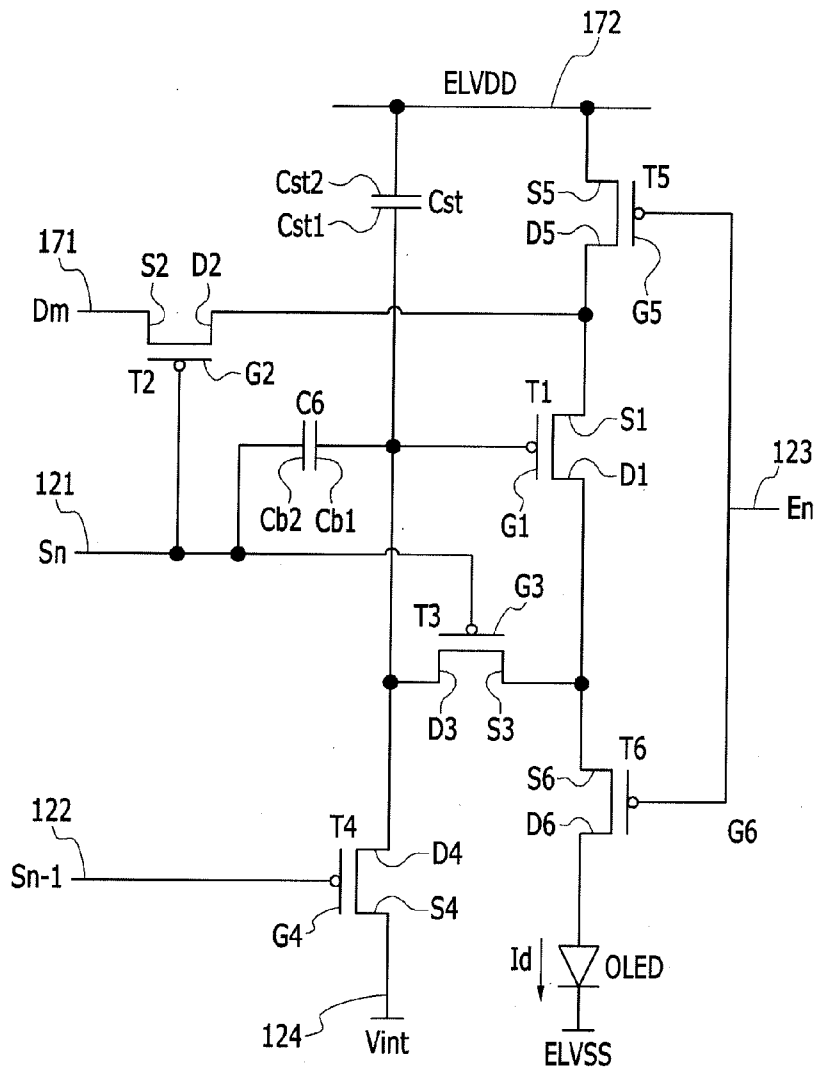 172
ELVDD
Cst2
Cst1
Cst
S5
T5
D5
G5
171
S2
D2
Dm
T2
G2
C6
T1
S1
D1
G1
Cb2
Cb1
121
Sn
123
En
T3
G3
D3
S3
T6
S6
D6
G6
122
T4
D4
Sn-1
S4
G4
Id
OLED
124
Vint
ELVSS